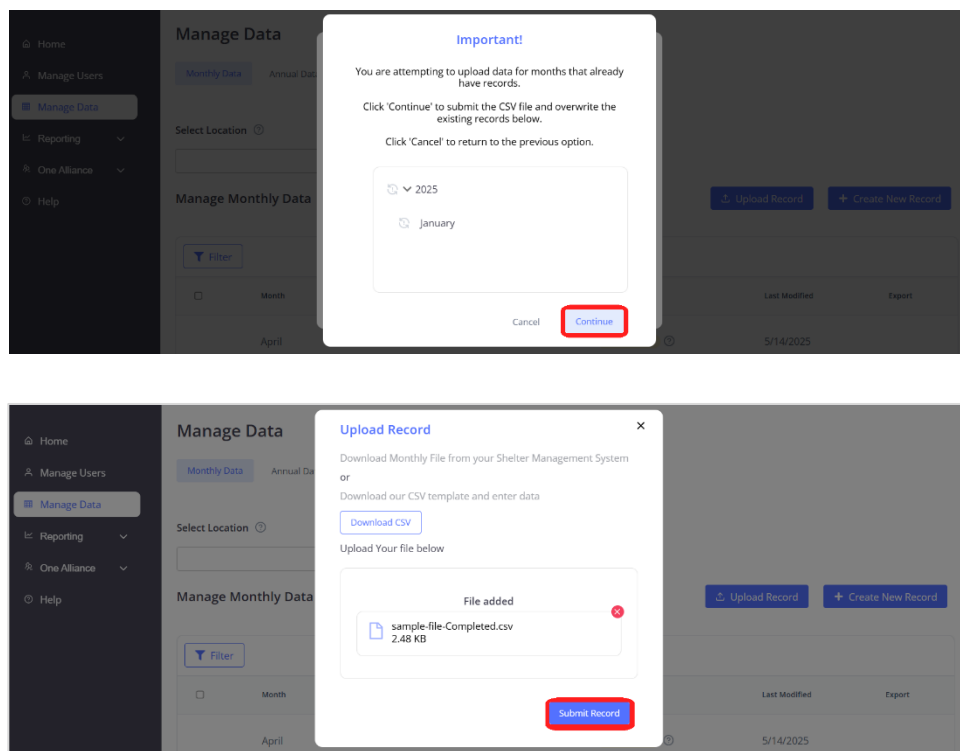 Home
Manage Users
Manage Data
Reporting
One Alliance
Help
Manage Data
Monthly Data Annual Dat
Select Location
Manage Monthly Data
Upload Record + Create New Record
Filter
Month Last Modified Export
April 5/14/2025
Important!
You are attempting to upload data for months that already
have records.
Click 'Continue' to submit the CSV file and overwrite the
existing records below.
Click 'Cancel' to return to the previous option.
2025
January
Cancel Continue
Home
Manage Users
Manage Data
Reporting
One Alliance
Help
Manage Data
Monthly Data Annual Da
Select Location
Manage Monthly Data
Upload Record + Create New Record
Filter
Month Last Modified Export
April 5/14/2025
Upload Record
Download Monthly File from your Shelter Management System
or
Download our CSV template and enter data
Download CSV
Upload Your file below
File added
sample-file-Completed.csv
2.48 KB
Submit Record